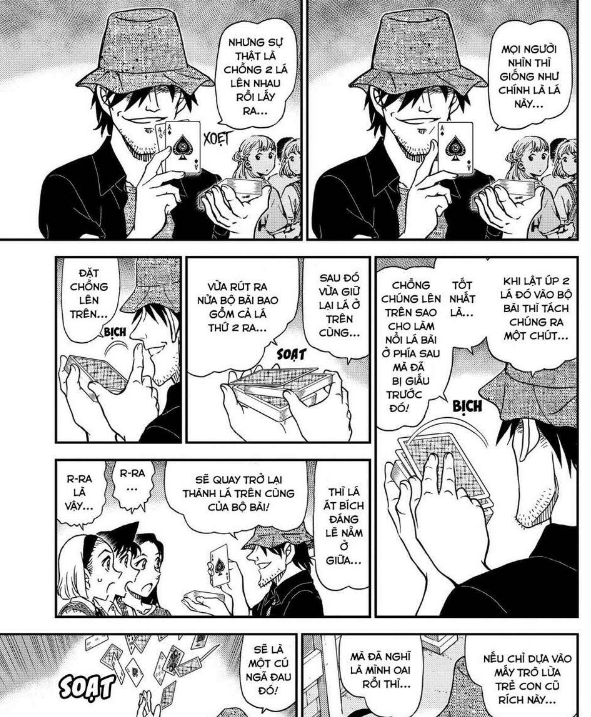 MỌI NGƯỜI
NHÌN THÌ
GIỐNG NHƯ
CHỈ LÀ 1 LÁ
NÀY...
NHƯNG SỰ
THẬT LÀ
CHỒNG 2 LÁ
LÊN NHAU
RỒI LẤY
RA...
XOẸT
KHI LẬT ÚP 2
LÁ ĐÓ VÀO BỘ
BÀI THÌ TÁCH
CHÚNG RA
MỘT CHÚT...
TỐT
NHẤT
LÀ...
CHỒNG
CHÚNG LÊN
TRÊN SAO
CHO LÀM
NỔI LÁ BÀI
Ở PHÍA SAU
MÀ ĐÃ
BỊ GIẤU
TRƯỚC
ĐÓ!
BỊCH
SAU ĐÓ
VỪA GIỮ
LẠI LÁ Ở
TRÊN
CÙNG...
VỪA RÚT RA
NỬA BỘ BÀI BAO
GỒM CẢ LÁ
THỨ 2 RA...
SOẠT
ĐẶT
CHỒNG
LÊN
TRÊN...
BỊCH
THÌ LÁ
ÁT BÍCH
ĐÁNG
LẼ NẰM
Ở
GIỮA...
SẼ QUAY TRỞ LẠI
THÀNH LÁ TRÊN CÙNG
CỦA BỘ BÀI!
R-RA
...
R-RA
LÀ
VẬY...
NẾU CHỈ DỰA VÀO
MẤY TRÒ LỪA
TRẺ CON CŨ
RÍCH NÀY...
MÀ ĐÃ NGHĨ
LÀ MÌNH OAI
RỒI THÌ...
SẼ LÀ
MỘT CÚ
NGÃ ĐAU
ĐÓ!
SOẠT